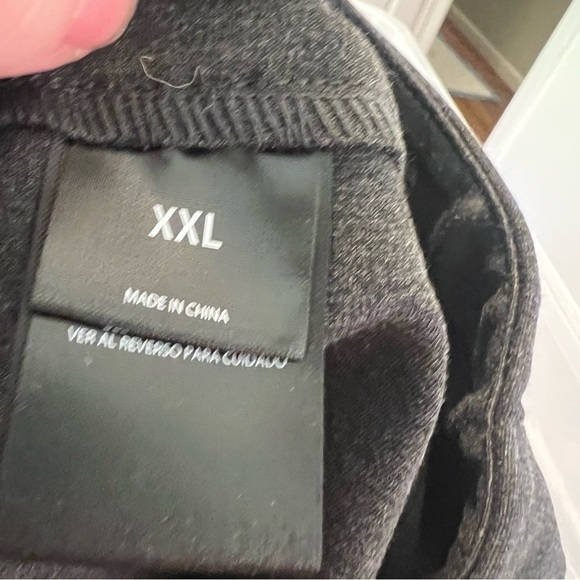 XXL
MADE IN CHINA
VER AL REVERSO PARA CUIDADO